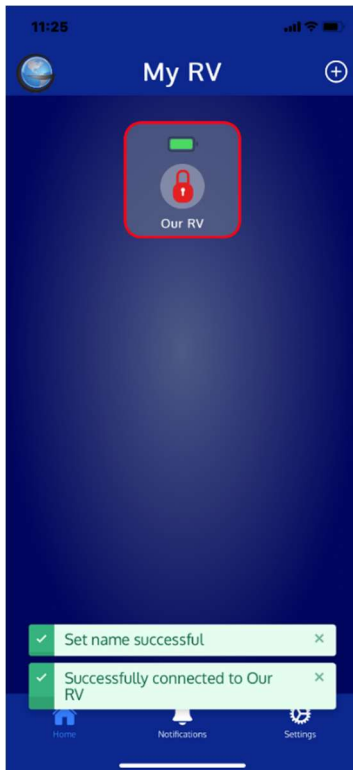 11:25
My RV
Our RV
Set name successful
Successfully connected to Our
RV
Home
Notifications
Settings